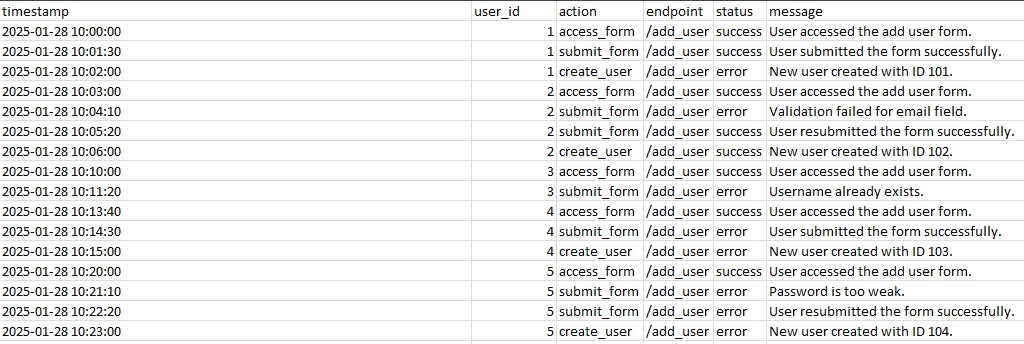 timestamp user_id action endpoint status message
2025-01-28 10:00:00 1 access_form /add_user success User accessed the add user form.
2025-01-28 10:01:30 1 submit_form /add_user success User submitted the form successfully.
2025-01-28 10:02:00 1 create_user /add_user error New user created with ID 101.
2025-01-28 10:03:00 2 access_form /add_user success User accessed the add user form.
2025-01-28 10:04:10 2 submit_form /add_user error Validation failed for email field.
2025-01-28 10:05:20 2 submit_form /add_user success User resubmitted the form successfully.
2025-01-28 10:06:00 2 create_user /add_user success New user created with ID 102.
2025-01-28 10:10:00 3 access_form /add_user success User accessed the add user form.
2025-01-28 10:11:20 3 submit_form /add_user error Username already exists.
2025-01-28 10:13:40 4 access_form /add_user success User accessed the add user form.
2025-01-28 10:14:30 4 submit_form /add_user error User submitted the form successfully.
2025-01-28 10:15:00 4 create_user /add_user error New user created with ID 103.
2025-01-28 10:20:00 5 access_form /add_user success User accessed the add user form.
2025-01-28 10:21:10 5 submit_form /add_user error Password is too weak.
2025-01-28 10:22:20 5 submit_form /add_user error User resubmitted the form successfully.
2025-01-28 10:23:00 5 create_user /add_user error New user created with ID 104.